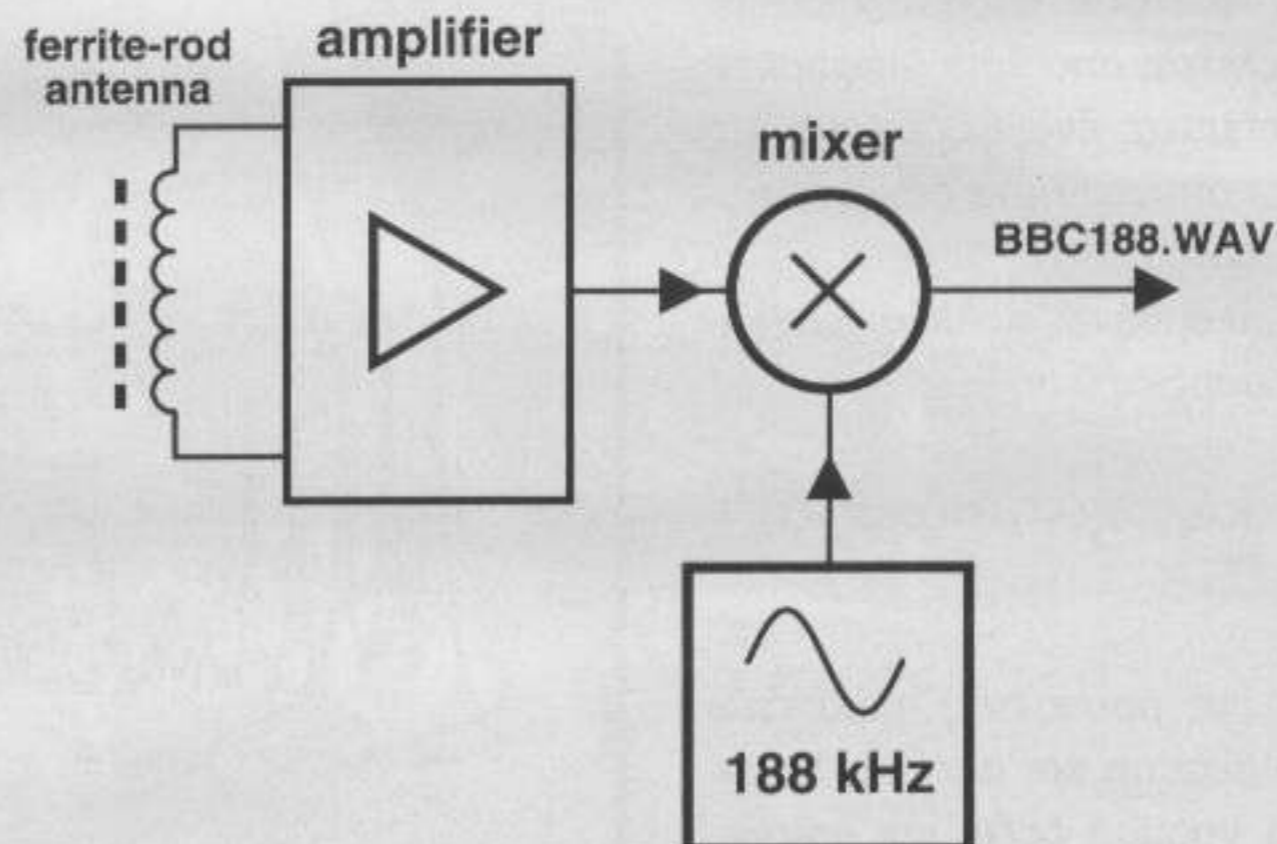 ferrite-rod
antenna
amplifier
mixer
BBC188.WAV
188 kHz